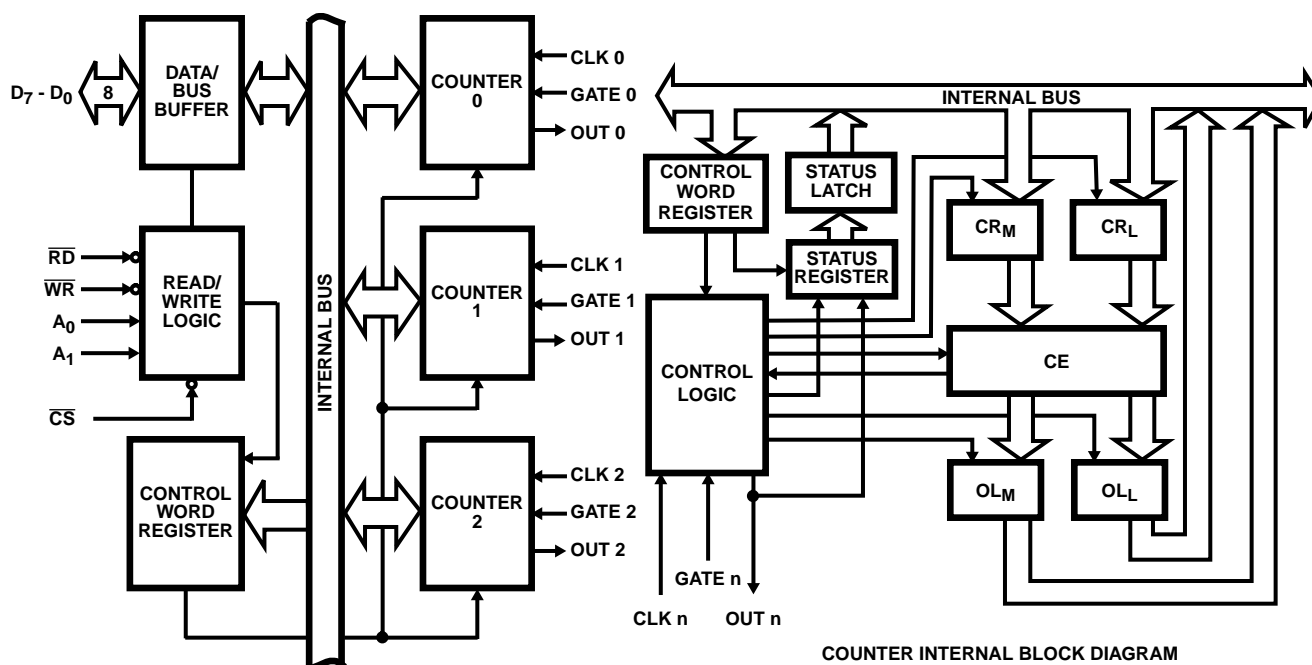 D7 - D0
8
DATA/
BUS
BUFFER
RD
WR
A0
A1
CS
READ/
WRITE
LOGIC
CONTROL
WORD
REGISTER
INTERNAL BUS
COUNTER
0
CLK 0
GATE 0
OUT 0
COUNTER
1
CLK 1
GATE 1
OUT 1
COUNTER
2
CLK 2
GATE 2
OUT 2
INTERNAL BUS
CONTROL
WORD
REGISTER
STATUS
LATCH
STATUS
REGISTER
CRM
CRL
CONTROL
LOGIC
CE
OLM
OLL
GATE n
CLK n
OUT n
COUNTER INTERNAL BLOCK DIAGRAM